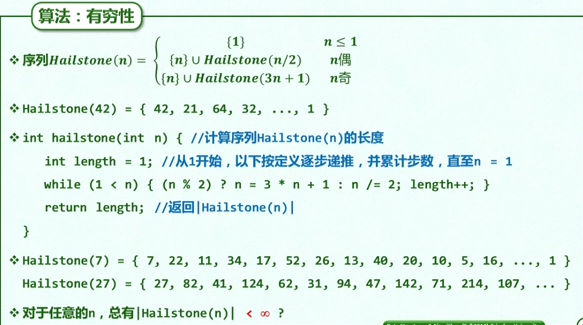 算法：有穷性
{1} n ≤ 1
❖ 序列Hailstone(n) = { {n} ∪ Hailstone(n/2) n偶
{n} ∪ Hailstone(3n + 1) n奇
❖ Hailstone(42) = { 42, 21, 64, 32, ..., 1 }
❖ int hailstone(int n) { //计算序列Hailstone(n)的长度
int length = 1; //从1开始，以下按定义逐步递推，并累计步数，直至n = 1
while (1 < n) { (n % 2) ? n = 3 * n + 1 : n /= 2; length++; }
return length; //返回|Hailstone(n)|
}
❖ Hailstone(7) = { 7, 22, 11, 34, 17, 52, 26, 13, 40, 20, 10, 5, 16, ..., 1 }
Hailstone(27) = { 27, 82, 41, 124, 62, 31, 94, 47, 142, 71, 214, 107, ... }
❖ 对于任意的n，总有|Hailstone(n)| < ∞ ?